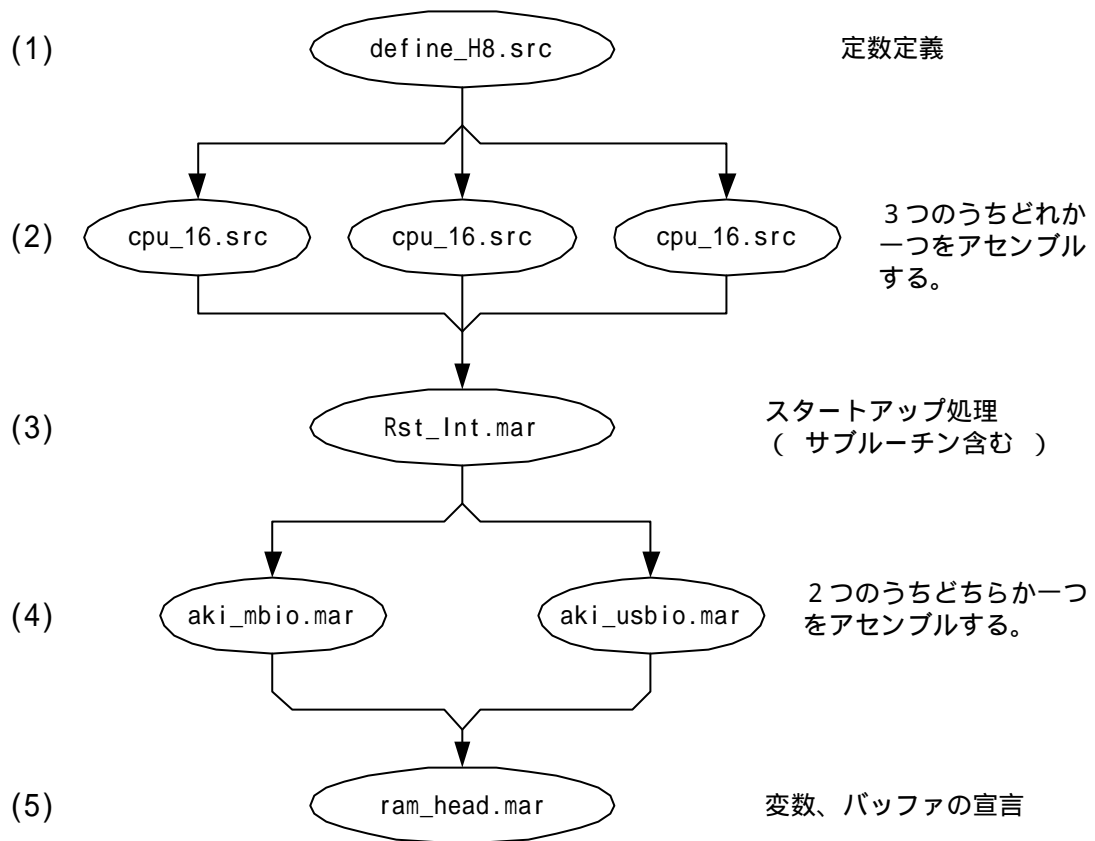 (1) define_H8.src 定数定義
(2) cpu_16.src cpu_16.src cpu_16.src
３つのうちどれか
一つをアセンブル
する。
(3) Rst_Int.mar
スタートアップ処理
( サブルーチン含む )
(4) aki_mbio.mar aki_usbio.mar
２つのうちどちらか一つ
をアセンブルする。
(5) ram_head.mar 変数、バッファの宣言